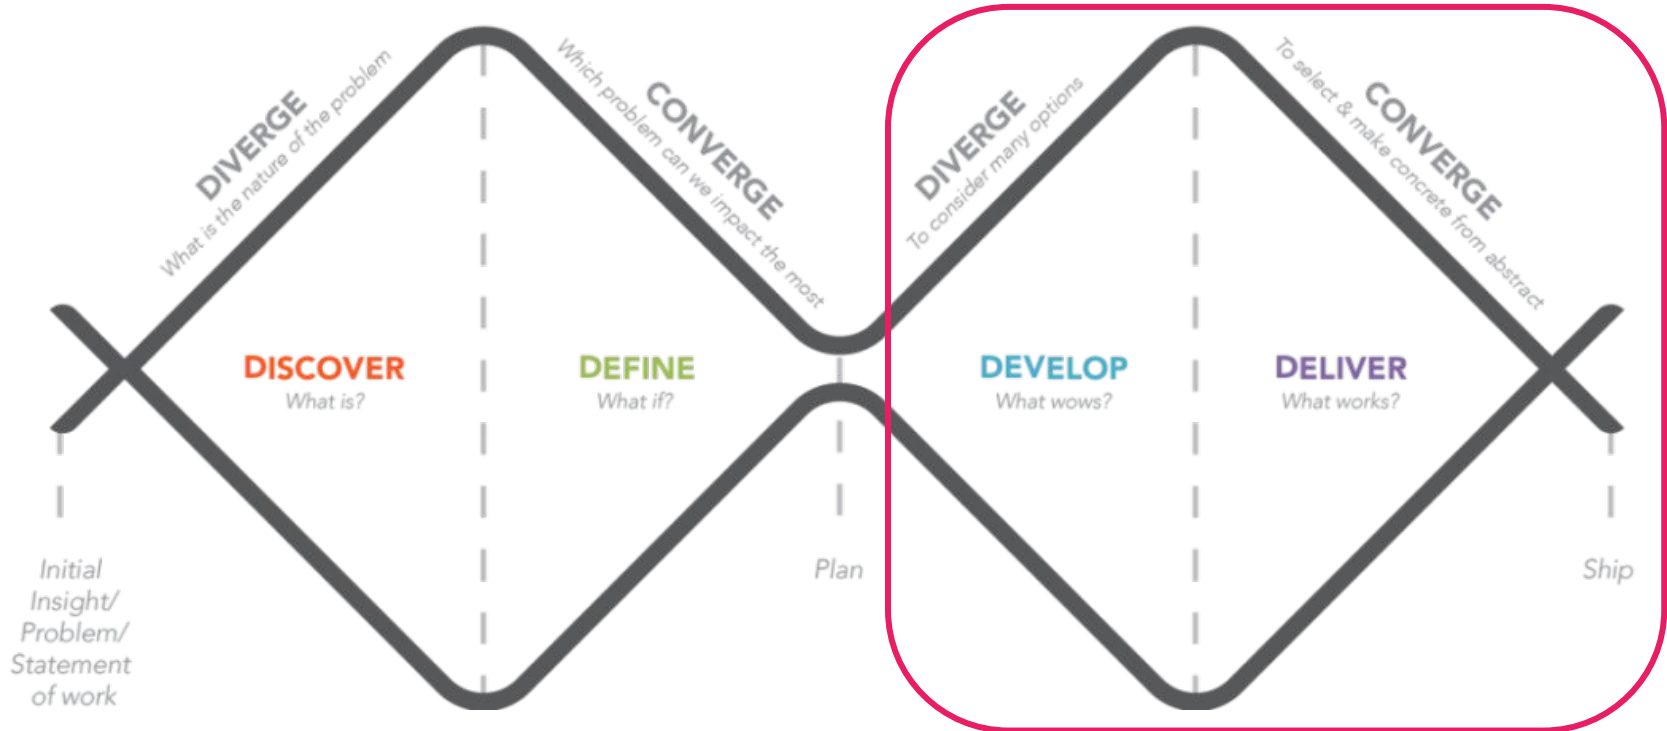 DIVERGE
What is the nature of the problem
CONVERGE
Which problem can we impact the most
DIVERGE
To consider many options
CONVERGE
To select & make concrete from abstract
DISCOVER
What is?
DEFINE
What if?
DEVELOP
What wows?
DELIVER
What works?
Initial
Insight/
Problem/
Statement
of work
Plan
Ship